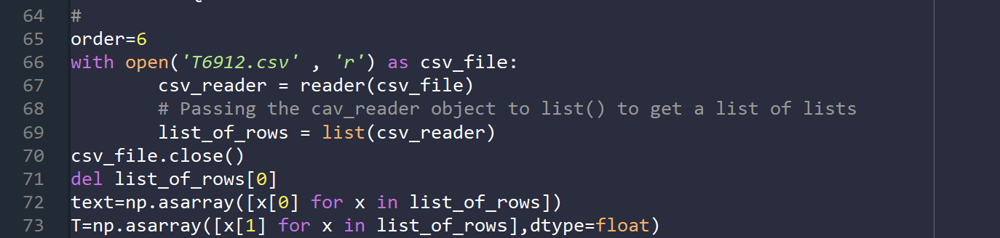 64 #
65 order=6
66 with open('T6912.csv' , 'r') as csv_file:
67 csv_reader = reader(csv_file)
68 # Passing the cav_reader object to list() to get a list of lists
69 list_of_rows = list(csv_reader)
70 csv_file.close()
71 del list_of_rows[0]
72 text=np.asarray([x[0] for x in list_of_rows])
73 T=np.asarray([x[1] for x in list_of_rows],dtype=float)